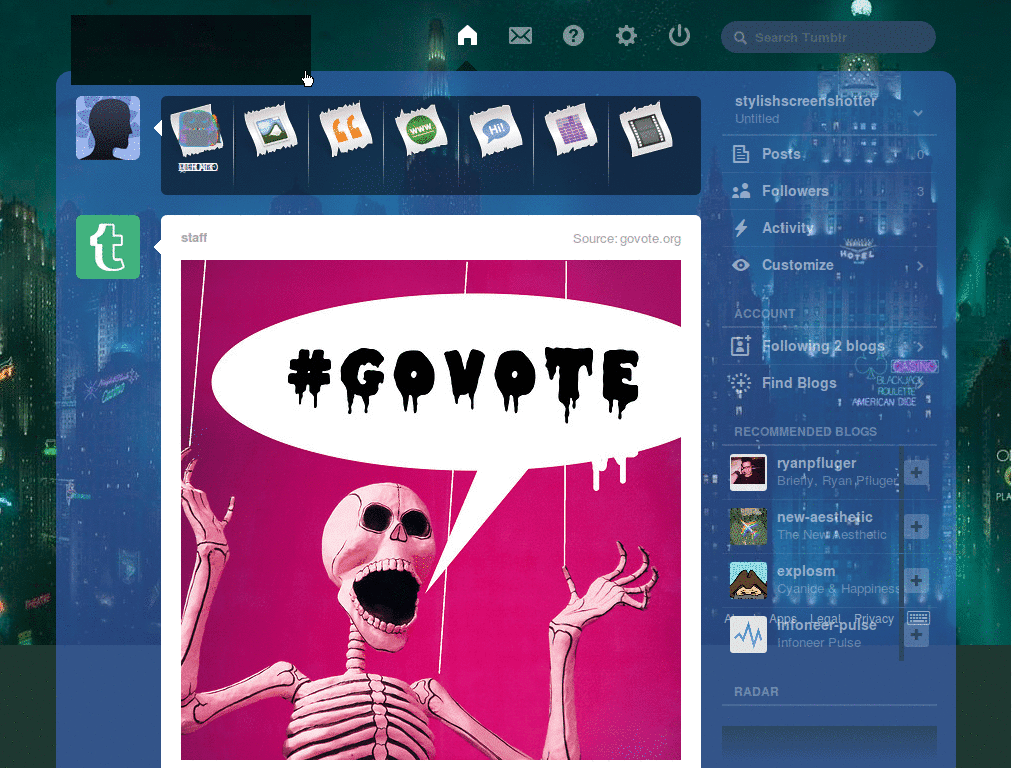 Search Tumblr
stylishscreenshotter
Untitled
www
Hi!
Posts 0
Followers 3
Activity
HOTEL
Customize
staff
Source: govote.org
#GOVOTE
ACCOUNT
Following 2 blogs
CASINO
BLACKJACK
ROULETTE
AMERICAN DICE
Find Blogs
RECOMMENDED BLOGS
ryanpfluger
Briefly, Ryan Pfluger
new-aesthetic
The New Aesthetic
explosm
Cyanide & Happiness
Apps Legal Privacy
infoneer-pulse
Infoneer Pulse
RADAR
t